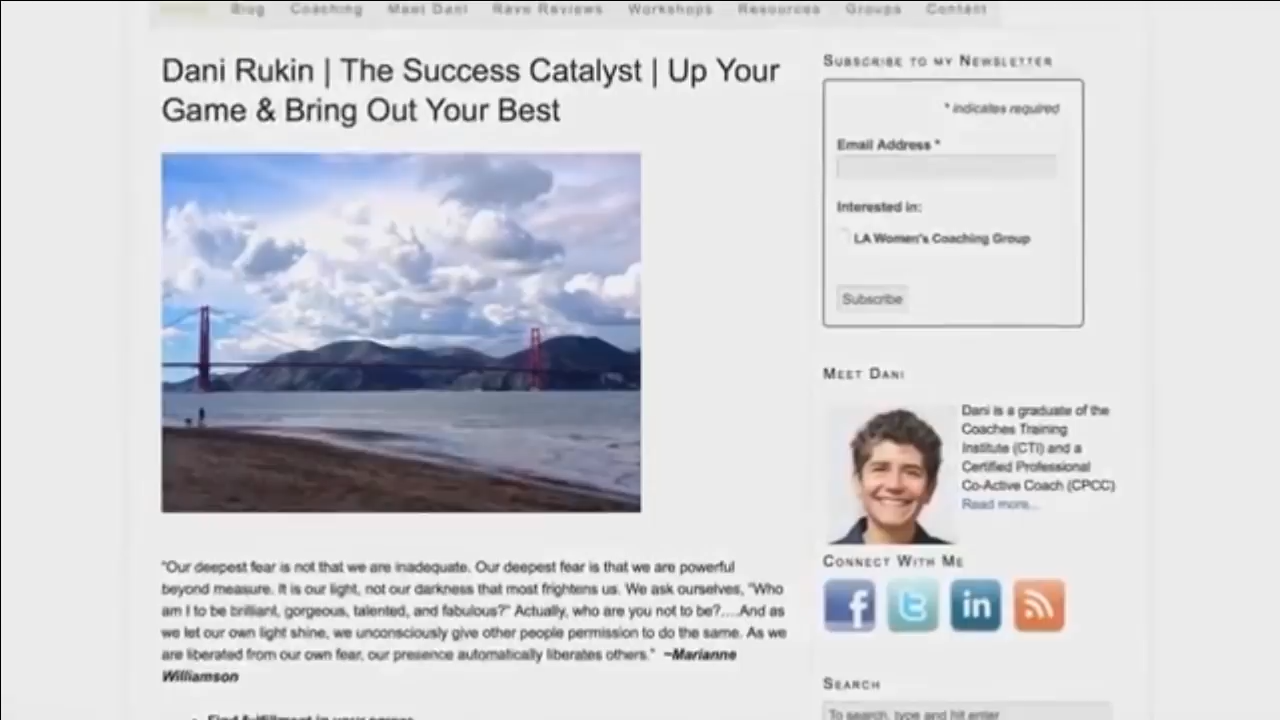 Blog Coaching Meet Dani Rave Reviews Workshops Resources Groups Contact
Dani Rukin | The Success Catalyst | Up Your
Game & Bring Out Your Best
"Our deepest fear is not that we are inadequate. Our deepest fear is that we are powerful
beyond measure. It is our light, not our darkness that most frightens us. We ask ourselves, "Who
am I to be brilliant, gorgeous, talented, and fabulous?" Actually, who are you not to be?....And as
we let our own light shine, we unconsciously give other people permission to do the same. As we
are liberated from our own fear, our presence automatically liberates others." ~Marianne
Williamson
Find fulfillment in your career
Subscribe to my Newsletter
* indicates required
Email Address *
Interested in:
LA Women's Coaching Group
Subscribe
Meet Dani
Dani is a graduate of the
Coaches Training
Institute (CTI) and a
Certified Professional
Co-Active Coach (CPCC)
Read more...
Connect With Me
f
t
in
Search
To search, type and hit enter